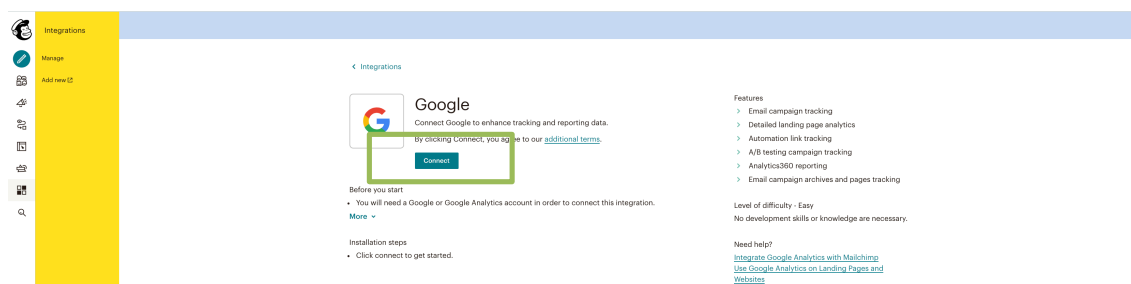 Integrations
Manage
Add new
Integrations
Google
Connect Google to enhance tracking and reporting data.
By clicking Connect, you agree to our additional terms.
Connect
Before you start
• You will need a Google or Google Analytics account in order to connect this integration.
More
Installation steps
• Click connect to get started.
Features
Email campaign tracking
Detailed landing page analytics
Automation link tracking
A/B testing campaign tracking
Analytics360 reporting
Email campaign archives and pages tracking
Level of difficulty - Easy
No development skills or knowledge are necessary.
Need help?
Integrate Google Analytics with Mailchimp
Use Google Analytics on Landing Pages and
Websites